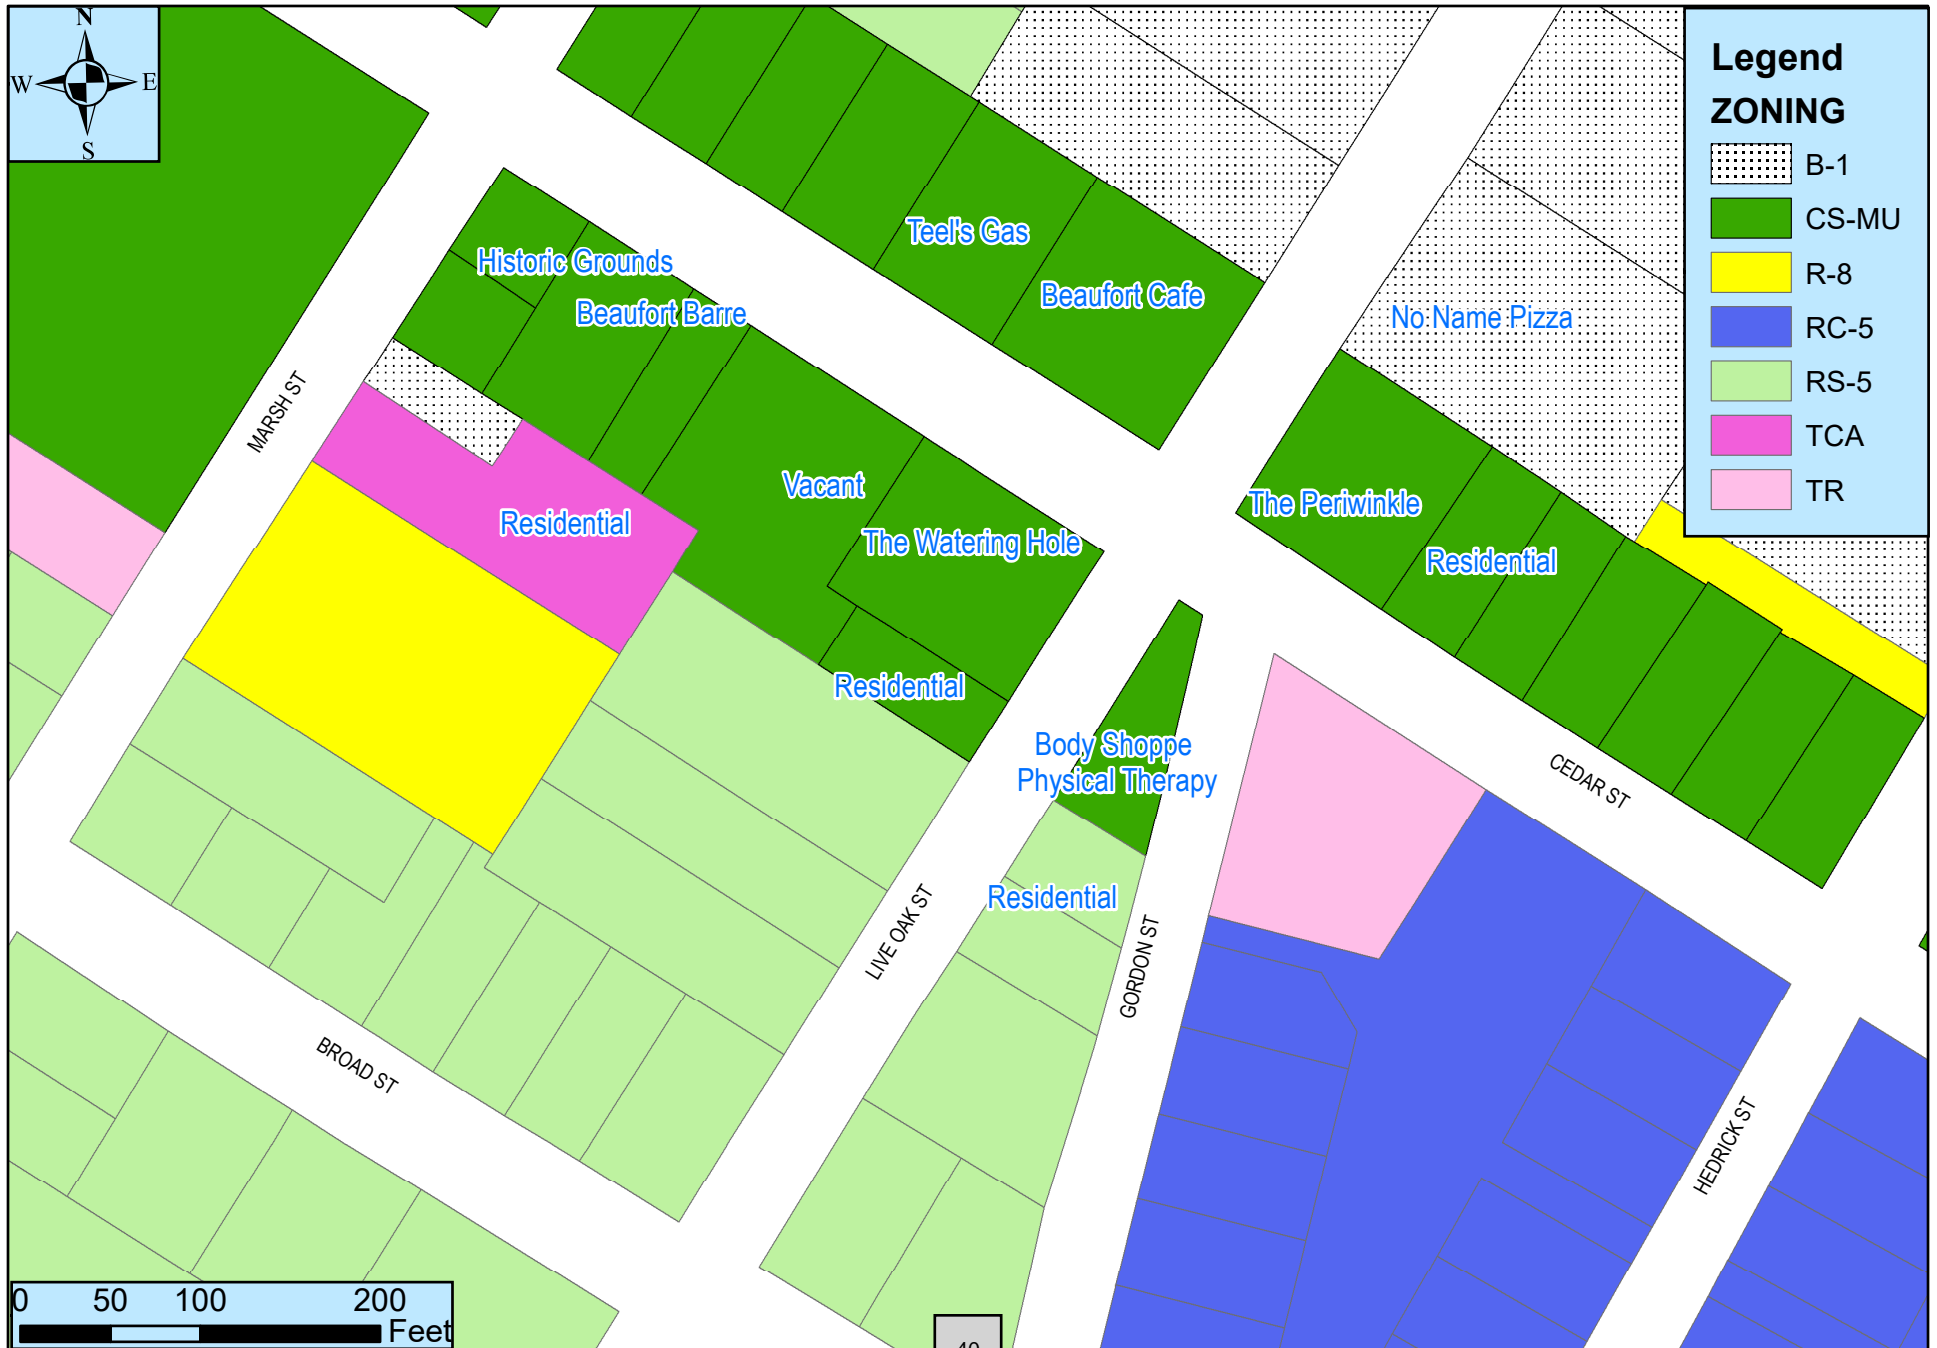 N
W E
S
Legend
ZONING
B-1
CS-MU
R-8
RC-5
RS-5
TCA
TR
Teel's Gas
Historic Grounds
Beaufort Cafe
Beaufort Barre
No Name Pizza
MARSH ST
Vacant
The Periwinkle
Residential
The Watering Hole
Residential
Residential
Body Shoppe
Physical Therapy
CEDAR ST
Residential
LIVE OAK ST
GORDON ST
BROAD ST
HEDRICK ST
0 50 100 200
Feet